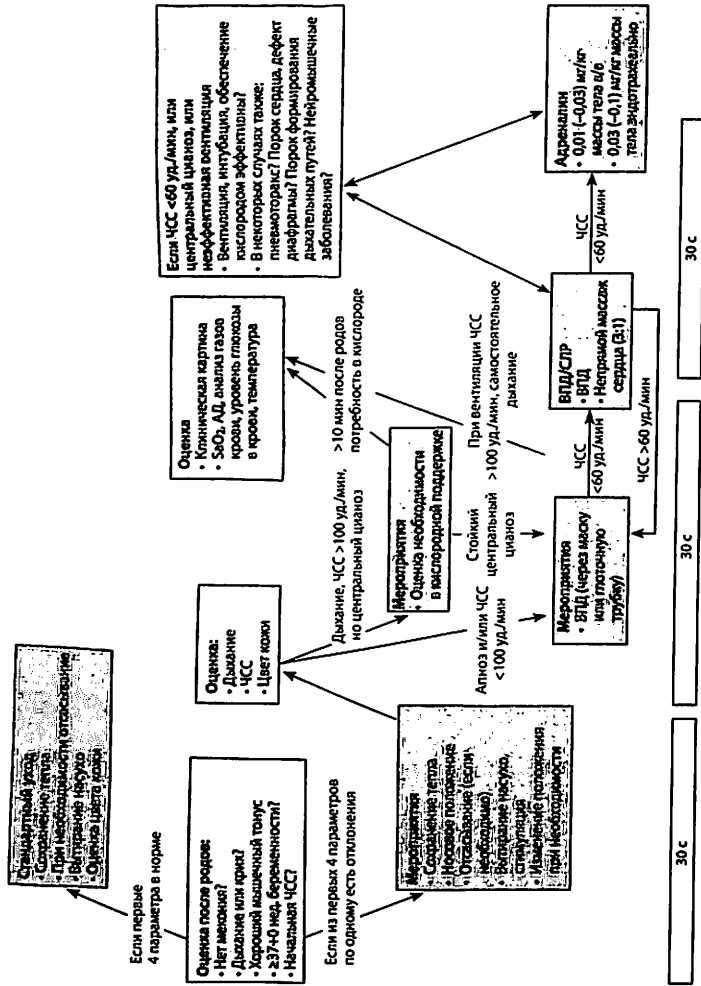 Стандартный уход
• Сохранение тепла
• При необходимости отсасывание
• Вытирание насухо
• Оценка цвета кожи
Если первые
4 параметра в норме
Оценка после родов:
• Нет мекония?
• Дыхание или крик?
• Хороший мышечный тонус
• ≥37+0 нед. беременности?
• Начальная ЧСС?
Если из первых 4 параметров
по одному есть отклонения
Мероприятия
• Сохранение тепла
• Носовое положение
• Отсасывание (если
необходимо)
• Вытирание насухо,
стимуляция
• Изменение положения
при необходимости
Оценка:
• Дыхание
• ЧСС
• Цвет кожи
Дыхание, ЧСС >100 уд./мин,
но центральный цианоз
Апноэ и/или ЧСС
<100 уд./мин
Мероприятия
• Оценка необходимости
в кислородной поддержке
Стойкий
центральный
цианоз
Мероприятия
• ВПД (через маску
или глоточную
трубку)
Оценка
• Клиническая картина
• SaO₂, АД, анализ газов
крови, уровень глюкозы
в крови, температура
>10 мин после родов
потребность в кислороде
При вентиляции ЧСС
>100 уд./мин, самостоятельное
дыхание
ЧСС
<60 уд./мин
ЧСС >60 уд./мин
ВПД/СЛР
• ВПД
• Непрямой массаж
сердца (3:1)
ЧСС
<60 уд./мин
Если ЧСС <60 уд./мин, или
центральный цианоз, или
неэффективная вентиляция
• Вентиляция, интубация, обеспечение
кислородом эффективны?
• В некоторых случаях также:
пневмоторакс? Порок сердца, дефект
диафрагмы? Порок формирования
дыхательных путей? Нейромышечные
заболевания?
Адреналин
• 0,01 (–0,03) мг/кг
массы тела в/в
• 0,03 (–0,1) мг/кг массы
тела эндотрахеально
30 с
30 с
30 с